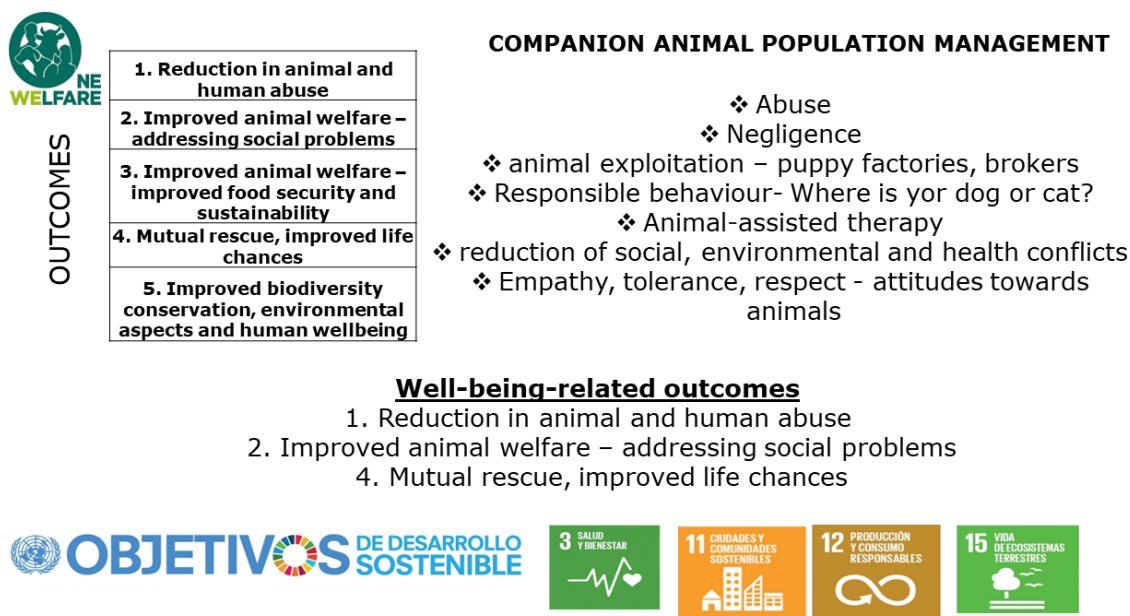 ONE
WELFARE
OUTCOMES
1. Reduction in animal and
human abuse
2. Improved animal welfare –
addressing social problems
3. Improved animal welfare –
improved food security and
sustainability
4. Mutual rescue, improved life
chances
5. Improved biodiversity
conservation, environmental
aspects and human wellbeing
COMPANION ANIMAL POPULATION MANAGEMENT
❖ Abuse
❖ Negligence
❖ animal exploitation – puppy factories, brokers
❖ Responsible behaviour- Where is yor dog or cat?
❖ Animal-assisted therapy
❖ reduction of social, environmental and health conflicts
❖ Empathy, tolerance, respect - attitudes towards
animals
Well-being-related outcomes
1. Reduction in animal and human abuse
2. Improved animal welfare – addressing social problems
4. Mutual rescue, improved life chances
OBJETIVOS DE DESARROLLO
SOSTENIBLE
3 SALUD
Y BIENESTAR
11 CIUDADES Y
COMUNIDADES
SOSTENIBLES
12 PRODUCCIÓN
Y CONSUMO
RESPONSABLES
15 VIDA
DE ECOSISTEMAS
TERRESTRES